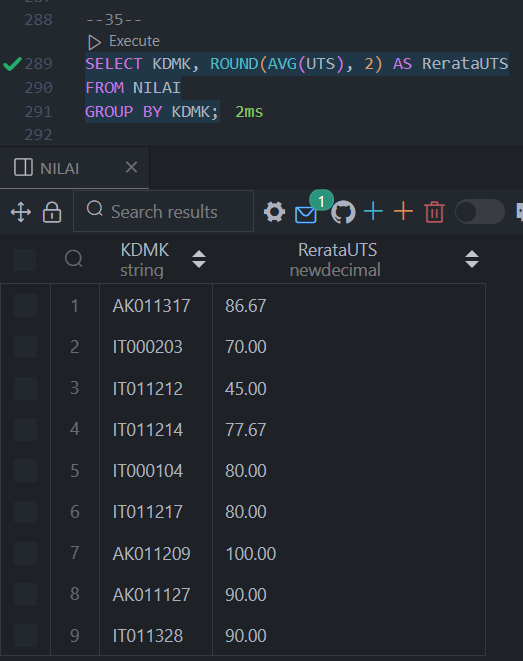 287
288 --35--
Execute
289 SELECT KDMK, ROUND(AVG(UTS), 2) AS RerataUTS
290 FROM NILAI
291 GROUP BY KDMK; 2ms
292
NILAI
Search results 1
KDMK RerataUTS
string newdecimal
1 AK011317 86.67
2 IT000203 70.00
3 IT011212 45.00
4 IT011214 77.67
5 IT000104 80.00
6 IT011217 80.00
7 AK011209 100.00
8 AK011127 90.00
9 IT011328 90.00